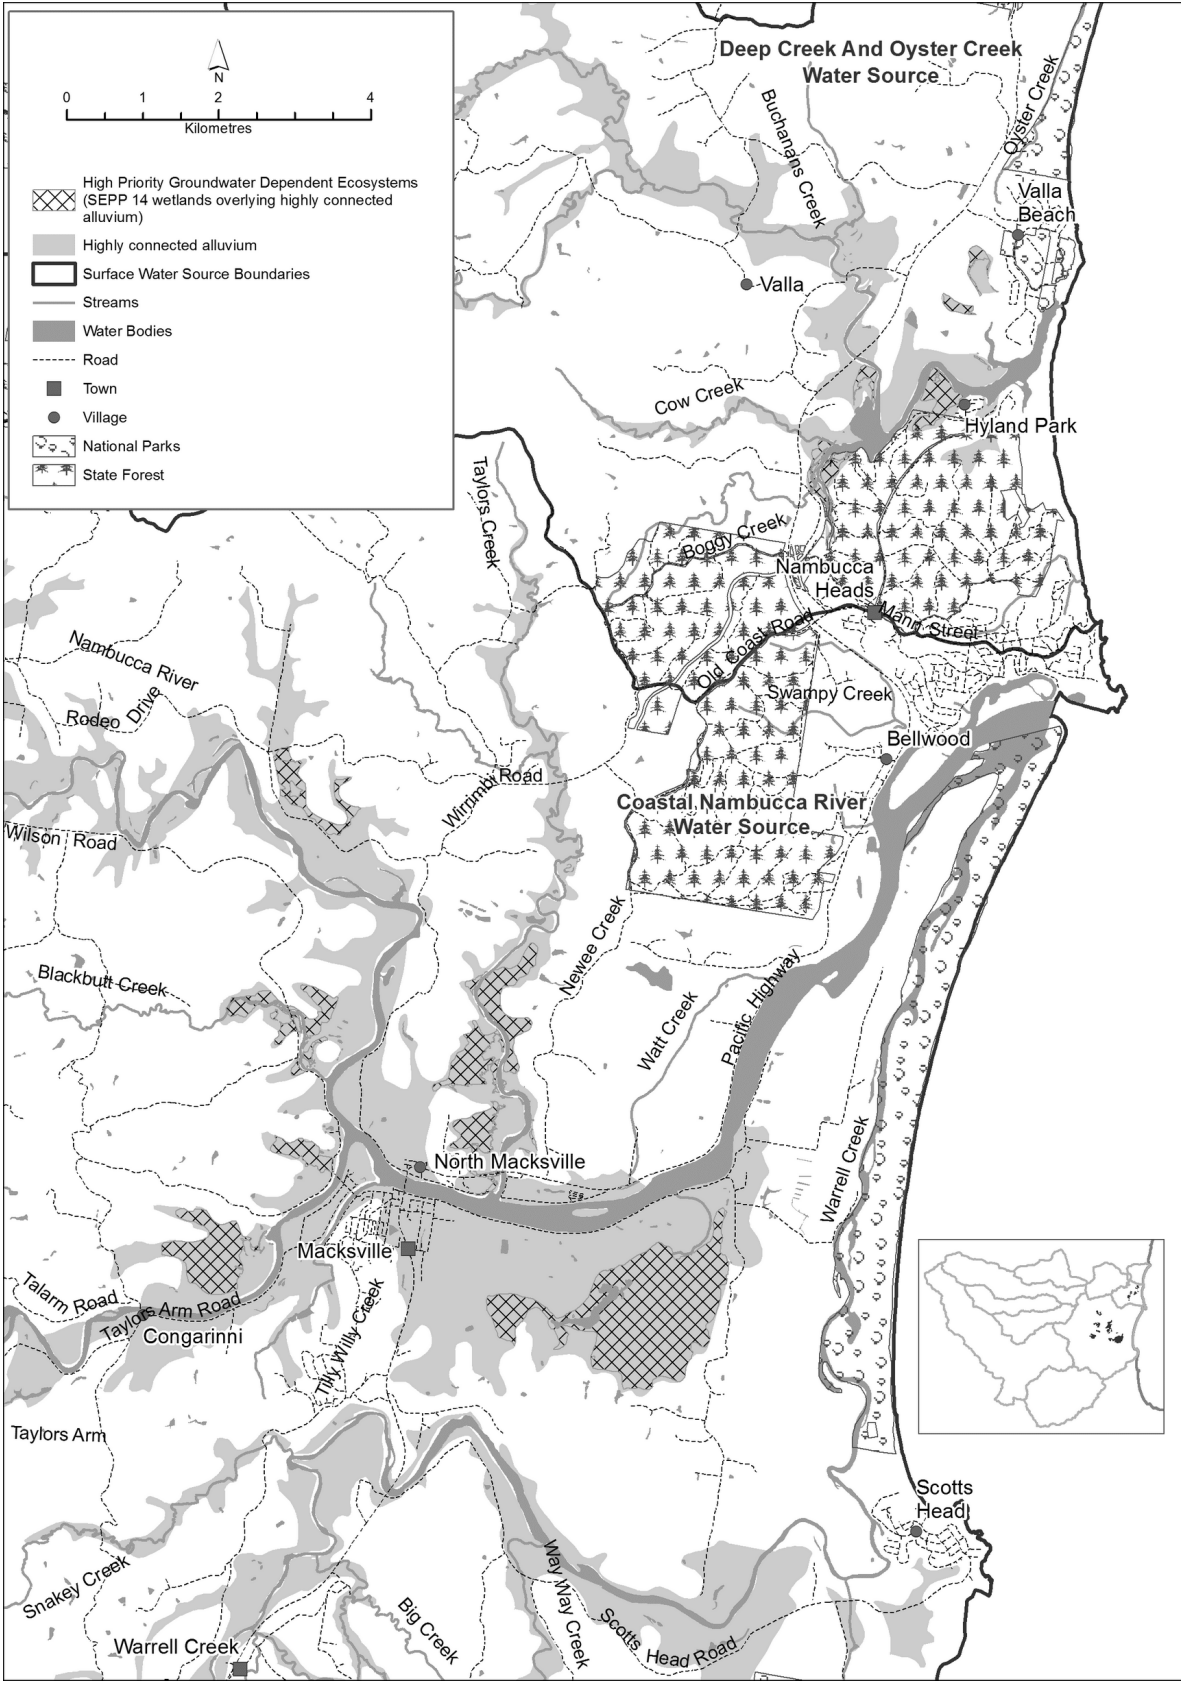 N
0 1 2 4
Kilometres
High Priority Groundwater Dependent Ecosystems
(SEPP 14 wetlands overlying highly connected
alluvium)
Highly connected alluvium
Surface Water Source Boundaries
Streams
Water Bodies
Road
Town
Village
National Parks
State Forest
Deep Creek And Oyster Creek
Water Source
Oyster Creek
Buchanans Creek
Valla
Beach
Valla
Cow Creek
Hyland Park
Taylors Creek
Boggy Creek
Nambucca
Heads
Mann Street
Old Coast Road
Nambucca River
Rodeo Drive
Swampy Creek
Bellwood
Wirrimbi Road
Coastal Nambucca River
Water Source
Wilson Road
Newee Creek
Blackbutt Creek
Pacific Highway
Watt Creek
Warrell Creek
North Macksville
Macksville
Talarm Road
Taylors Arm Road
Congarinni
Tilly Willy Creek
Taylors Arm
Scotts
Head
Snakey Creek
Way Way Creek
Big Creek
Scotts Head Road
Warrell Creek